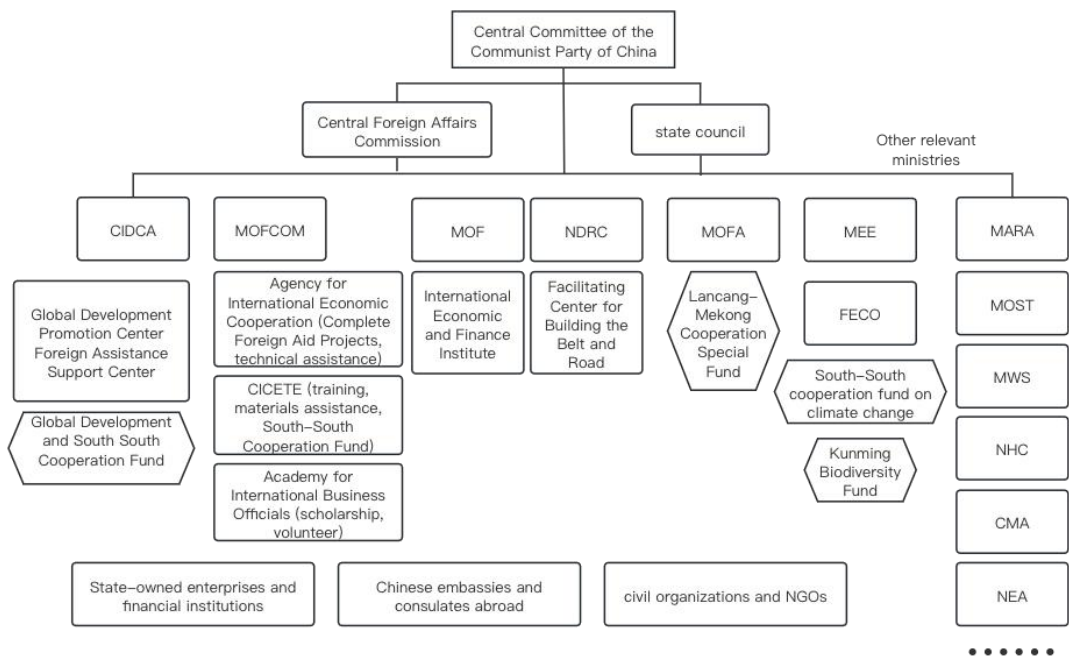 Central Committee of the
Communist Party of China
Central Foreign Affairs
Commission
state council
Other relevant
ministries
CIDCA
MOFCOM
MOF
NDRC
MOFA
MEE
MARA
Global Development
Promotion Center
Foreign Assistance
Support Center
Global Development
and South South
Cooperation Fund
Agency for
International Economic
Cooperation (Complete
Foreign Aid Projects,
technical assistance)
CICETE (training,
materials assistance,
South-South
Cooperation Fund)
Academy for
International Business
Officials (scholarship,
volunteer)
International
Economic
and Finance
Institute
Facilitating
Center for
Building the
Belt and
Road
Lancang-
Mekong
Cooperation
Special
Fund
FECO
South-South
cooperation fund on
climate change
Kunming
Biodiversity
Fund
MOST
MWS
NHC
CMA
NEA
State-owned enterprises and
financial institutions
Chinese embassies and
consulates abroad
civil organizations and NGOs